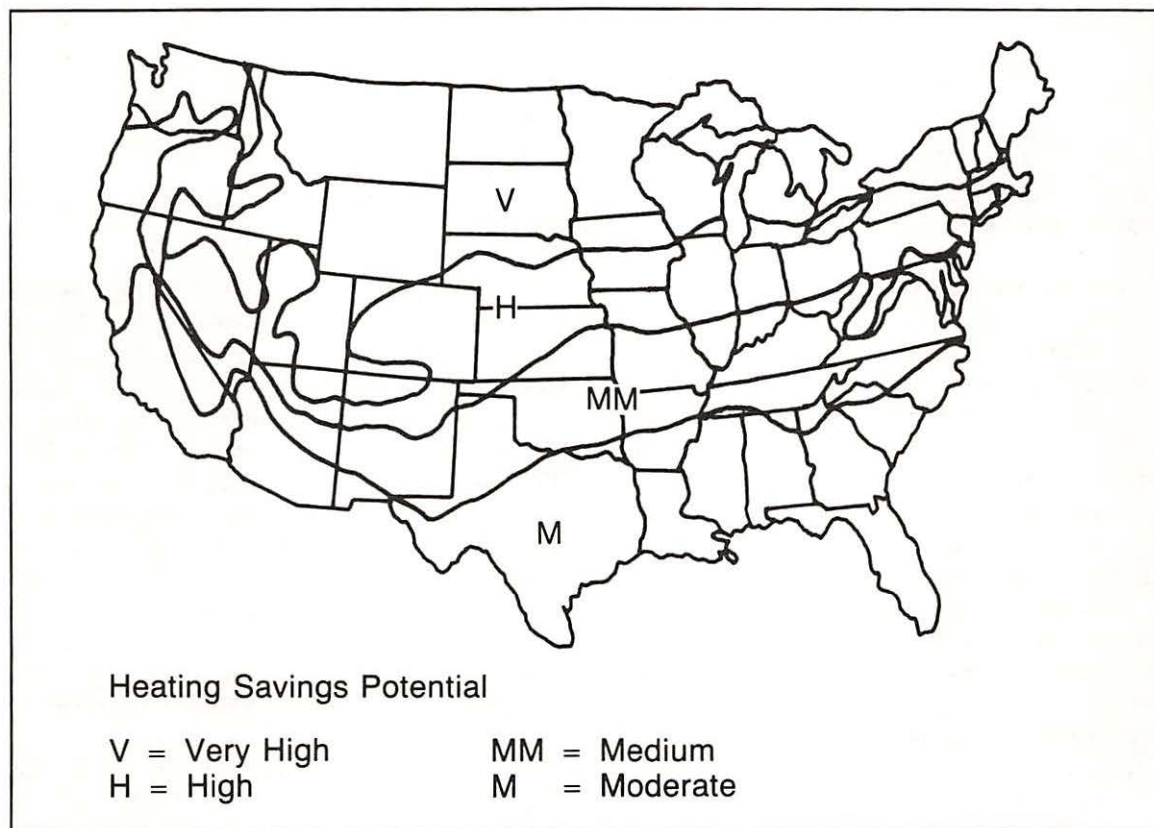 V
H
MM
M
Heating Savings Potential
V = Very High
H = High
MM = Medium
M = Moderate